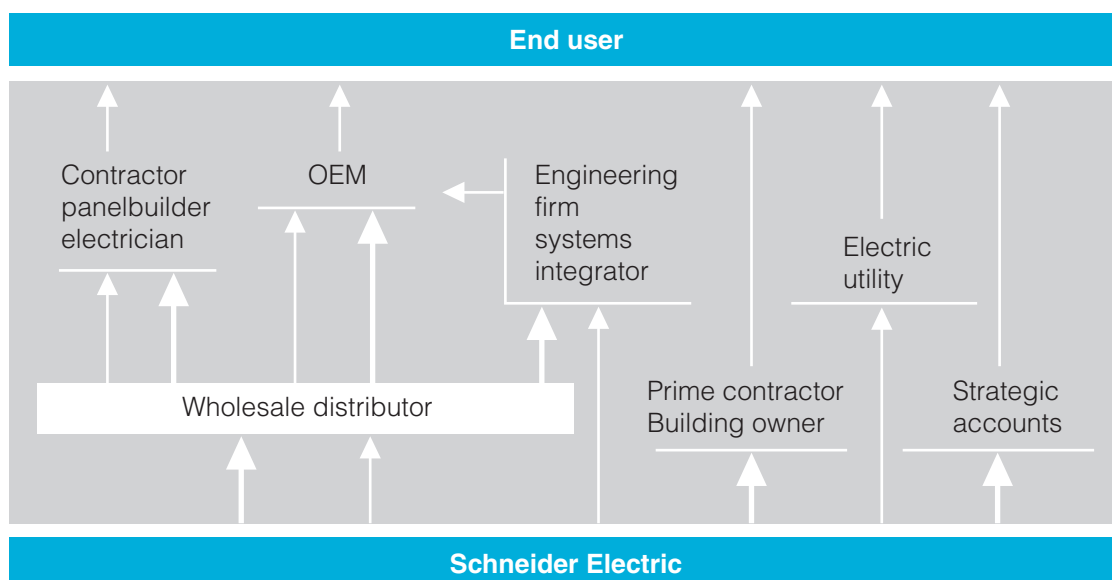 End user
Contractor
panelbuilder
electrician
OEM
Engineering
firm
systems
integrator
Electric
utility
Wholesale distributor
Prime contractor
Building owner
Strategic
accounts
Schneider Electric